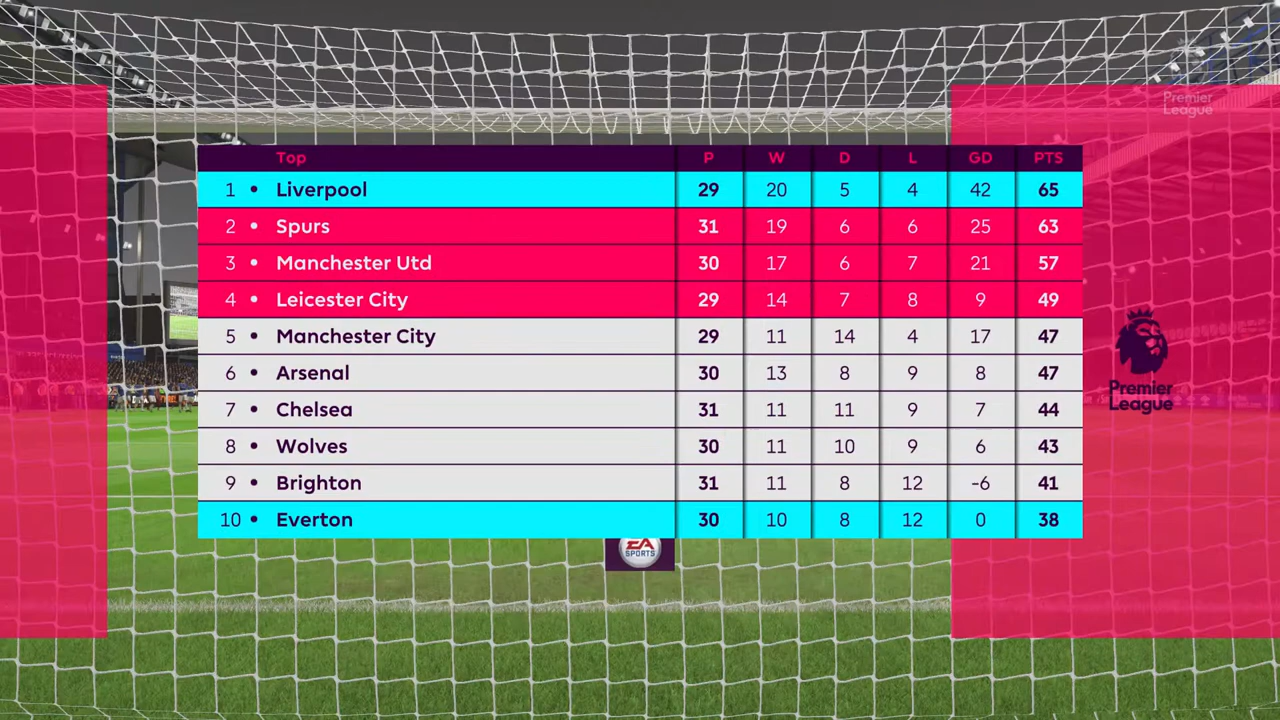 Premier
League
Top P W D L GD PTS
1 • Liverpool 29 20 5 4 42 65
2 • Spurs 31 19 6 6 25 63
3 • Manchester Utd 30 17 6 7 21 57
4 • Leicester City 29 14 7 8 9 49
5 • Manchester City 29 11 14 4 17 47
6 • Arsenal 30 13 8 9 8 47
7 • Chelsea 31 11 11 9 7 44
8 • Wolves 30 11 10 9 6 43
9 • Brighton 31 11 8 12 -6 41
10 • Everton 30 10 8 12 0 38
Premier
League
EA
SPORTS